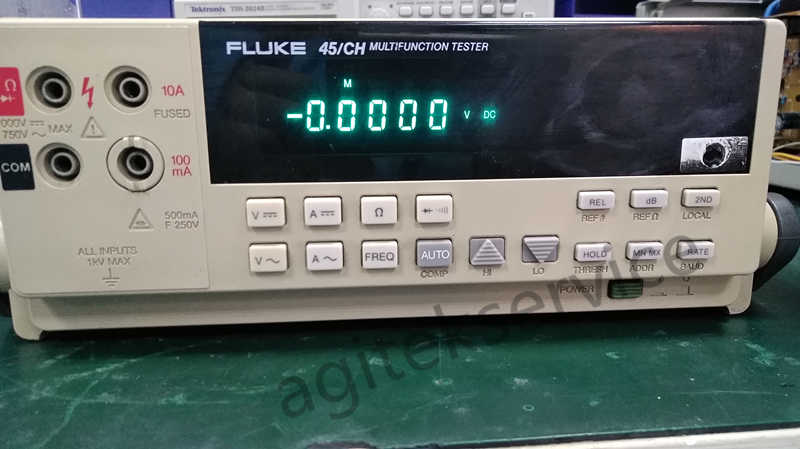 Tektronix TDS 2024B
FLUKE 45/CH MULTIFUNCTION TESTER
M
-0.0000 V DC
Ω
10A
FUSED
750V MAX
COM
100
mA
500mA
F 250V
ALL INPUTS
1kV MAX
V A Ω
REL dB 2ND
REF # REF Ω LOCAL
V A FREQ AUTO HOLD MN MX RATE
COMP HI LO THRESH ADDR BAUD
POWER
agitekservice